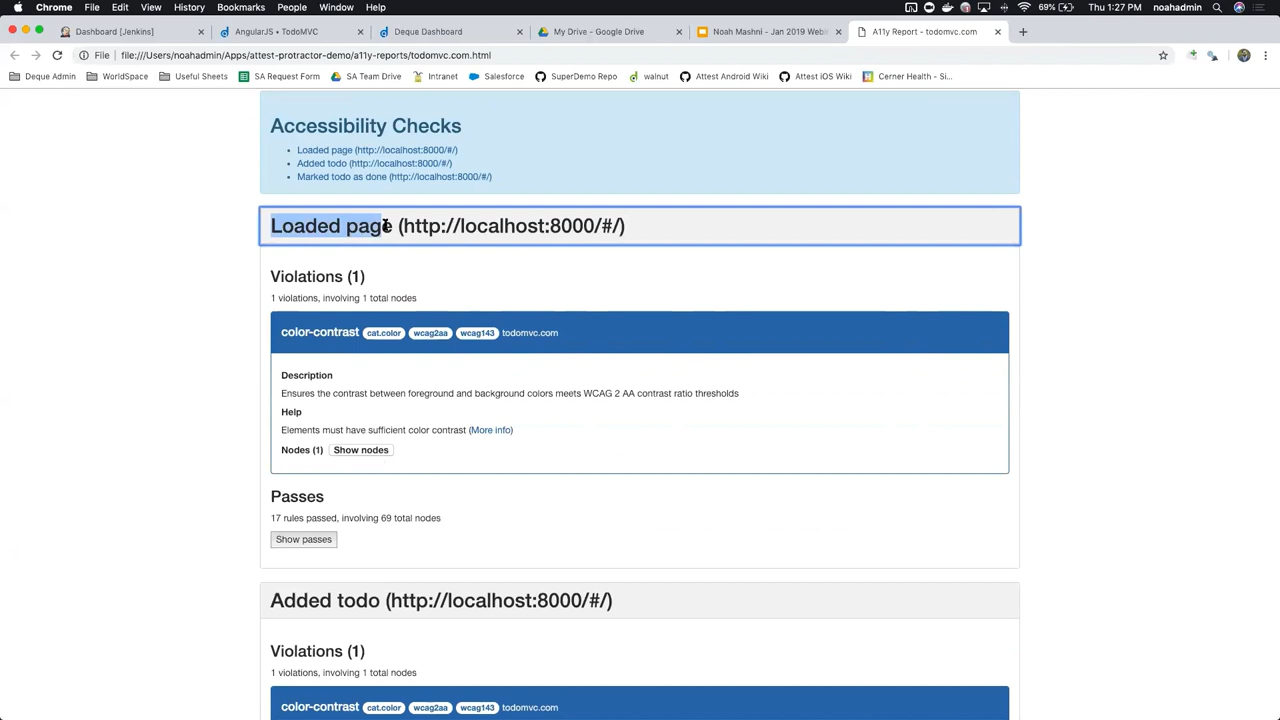 Chrome File Edit View History Bookmarks People Window Help 69% Thu 1:27 PM noahadmin
Dashboard [Jenkins] AngularJS • TodoMVC Deque Dashboard My Drive - Google Drive Noah Mashni - Jan 2019 Webi A11y Report - todomvc.com
File file:///Users/noahadmin/Apps/attest-protractor-demo/a11y-reports/todomvc.com.html
Deque Admin WorldSpace Useful Sheets SA Request Form SA Team Drive Intranet Salesforce SuperDemo Repo walnut Attest Android Wiki Attest iOS Wiki Cerner Health - Si...
Accessibility Checks
• Loaded page (http://localhost:8000/#/)
• Added todo (http://localhost:8000/#/)
• Marked todo as done (http://localhost:8000/#/)
Loaded page (http://localhost:8000/#/)
Violations (1)
1 violations, involving 1 total nodes
color-contrast cat.color wcag2aa wcag143 todomvc.com
Description
Ensures the contrast between foreground and background colors meets WCAG 2 AA contrast ratio thresholds
Help
Elements must have sufficient color contrast (More info)
Nodes (1) Show nodes
Passes
17 rules passed, involving 69 total nodes
Show passes
Added todo (http://localhost:8000/#/)
Violations (1)
1 violations, involving 1 total nodes
color-contrast cat.color wcag2aa wcag143 todomvc.com